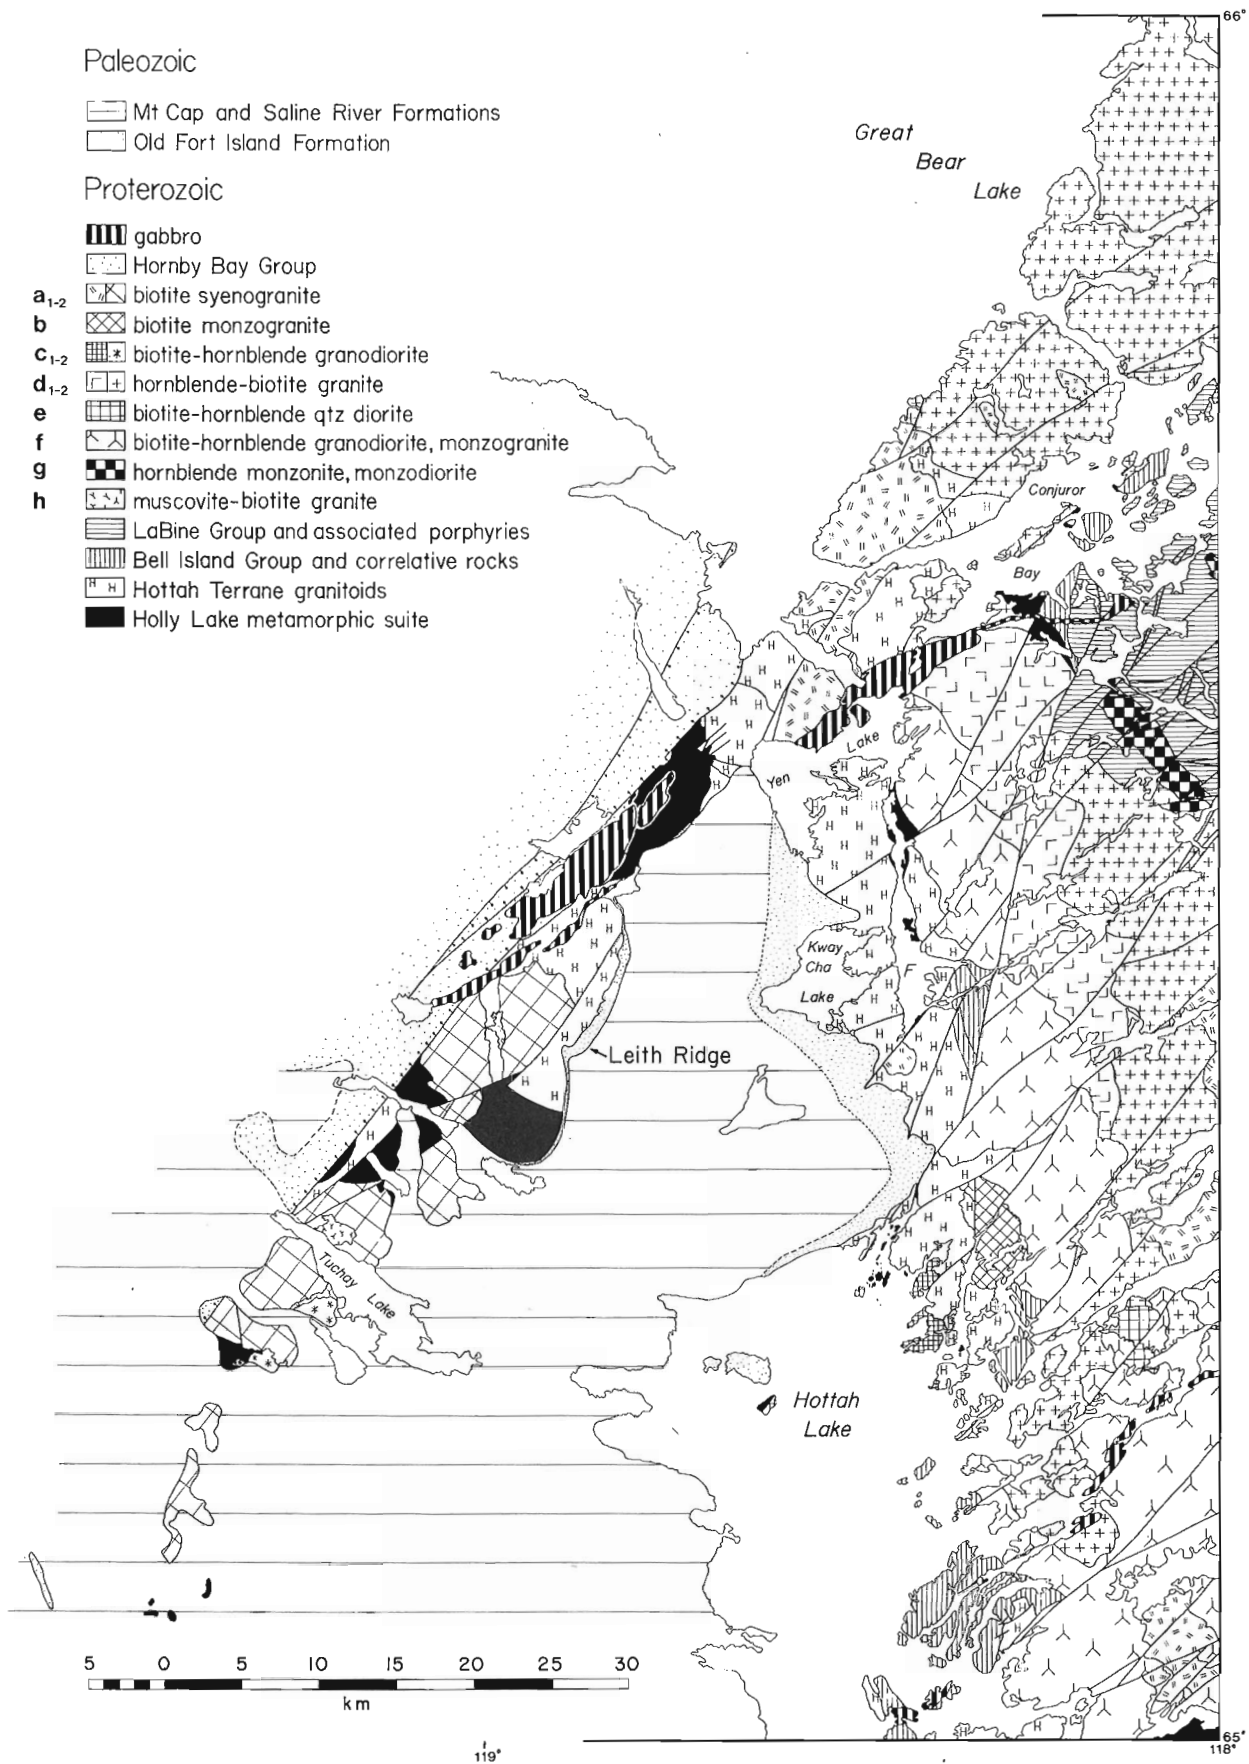 66°
Paleozoic
Mt Cap and Saline River Formations
Old Fort Island Formation
Proterozoic
gabbro
Hornby Bay Group
a1-2 biotite syenogranite
b biotite monzogranite
c1-2 biotite-hornblende granodiorite
d1-2 hornblende-biotite granite
e biotite-hornblende qtz diorite
f biotite-hornblende granodiorite, monzogranite
g hornblende monzonite, monzodiorite
h muscovite-biotite granite
LaBine Group and associated porphyries
Bell Island Group and correlative rocks
H H Hottah Terrane granitoids
Holly Lake metamorphic suite
Great
Bear
Lake
Conjuror
Bay
Yen
Lake
Kway
Cha
Lake
F
Leith Ridge
Tuchay
Lake
Hottah
Lake
5 0 5 10 15 20 25 30
km
119°
65°
118°